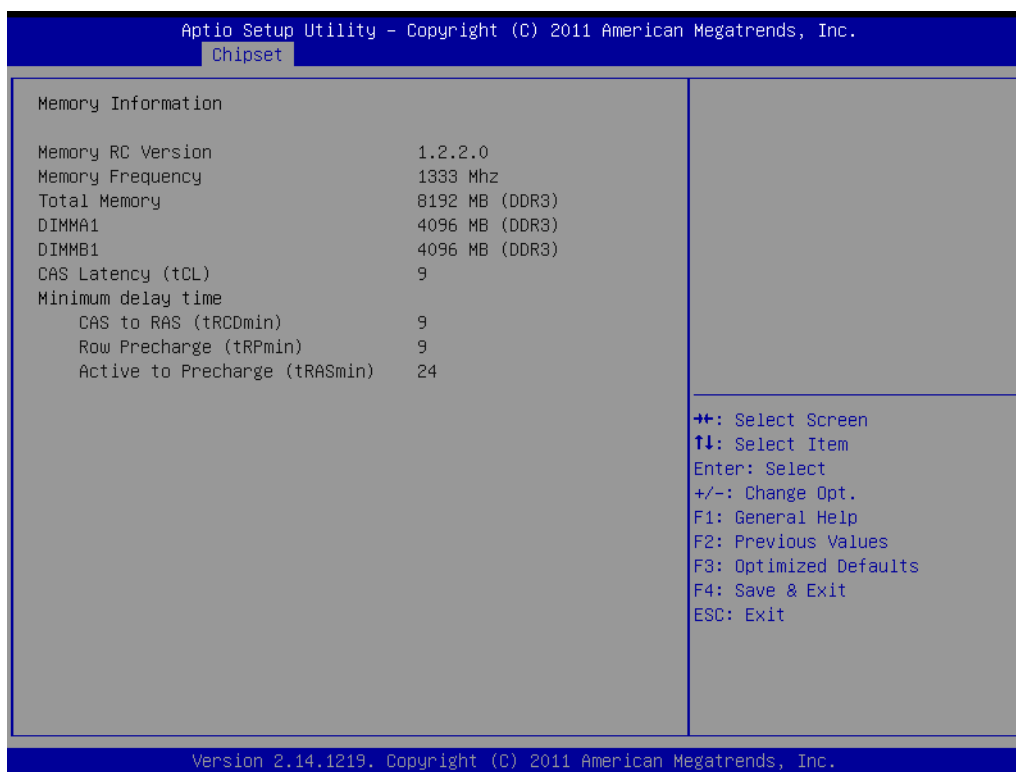 Aptio Setup Utility – Copyright (C) 2011 American Megatrends, Inc.
Chipset
Memory Information
Memory RC Version 1.2.2.0
Memory Frequency 1333 Mhz
Total Memory 8192 MB (DDR3)
DIMMA1 4096 MB (DDR3)
DIMMB1 4096 MB (DDR3)
CAS Latency (tCL) 9
Minimum delay time
CAS to RAS (tRCDmin) 9
Row Precharge (tRPmin) 9
Active to Precharge (tRASmin) 24
→←: Select Screen
↑↓: Select Item
Enter: Select
+/-: Change Opt.
F1: General Help
F2: Previous Values
F3: Optimized Defaults
F4: Save & Exit
ESC: Exit
Version 2.14.1219. Copyright (C) 2011 American Megatrends, Inc.